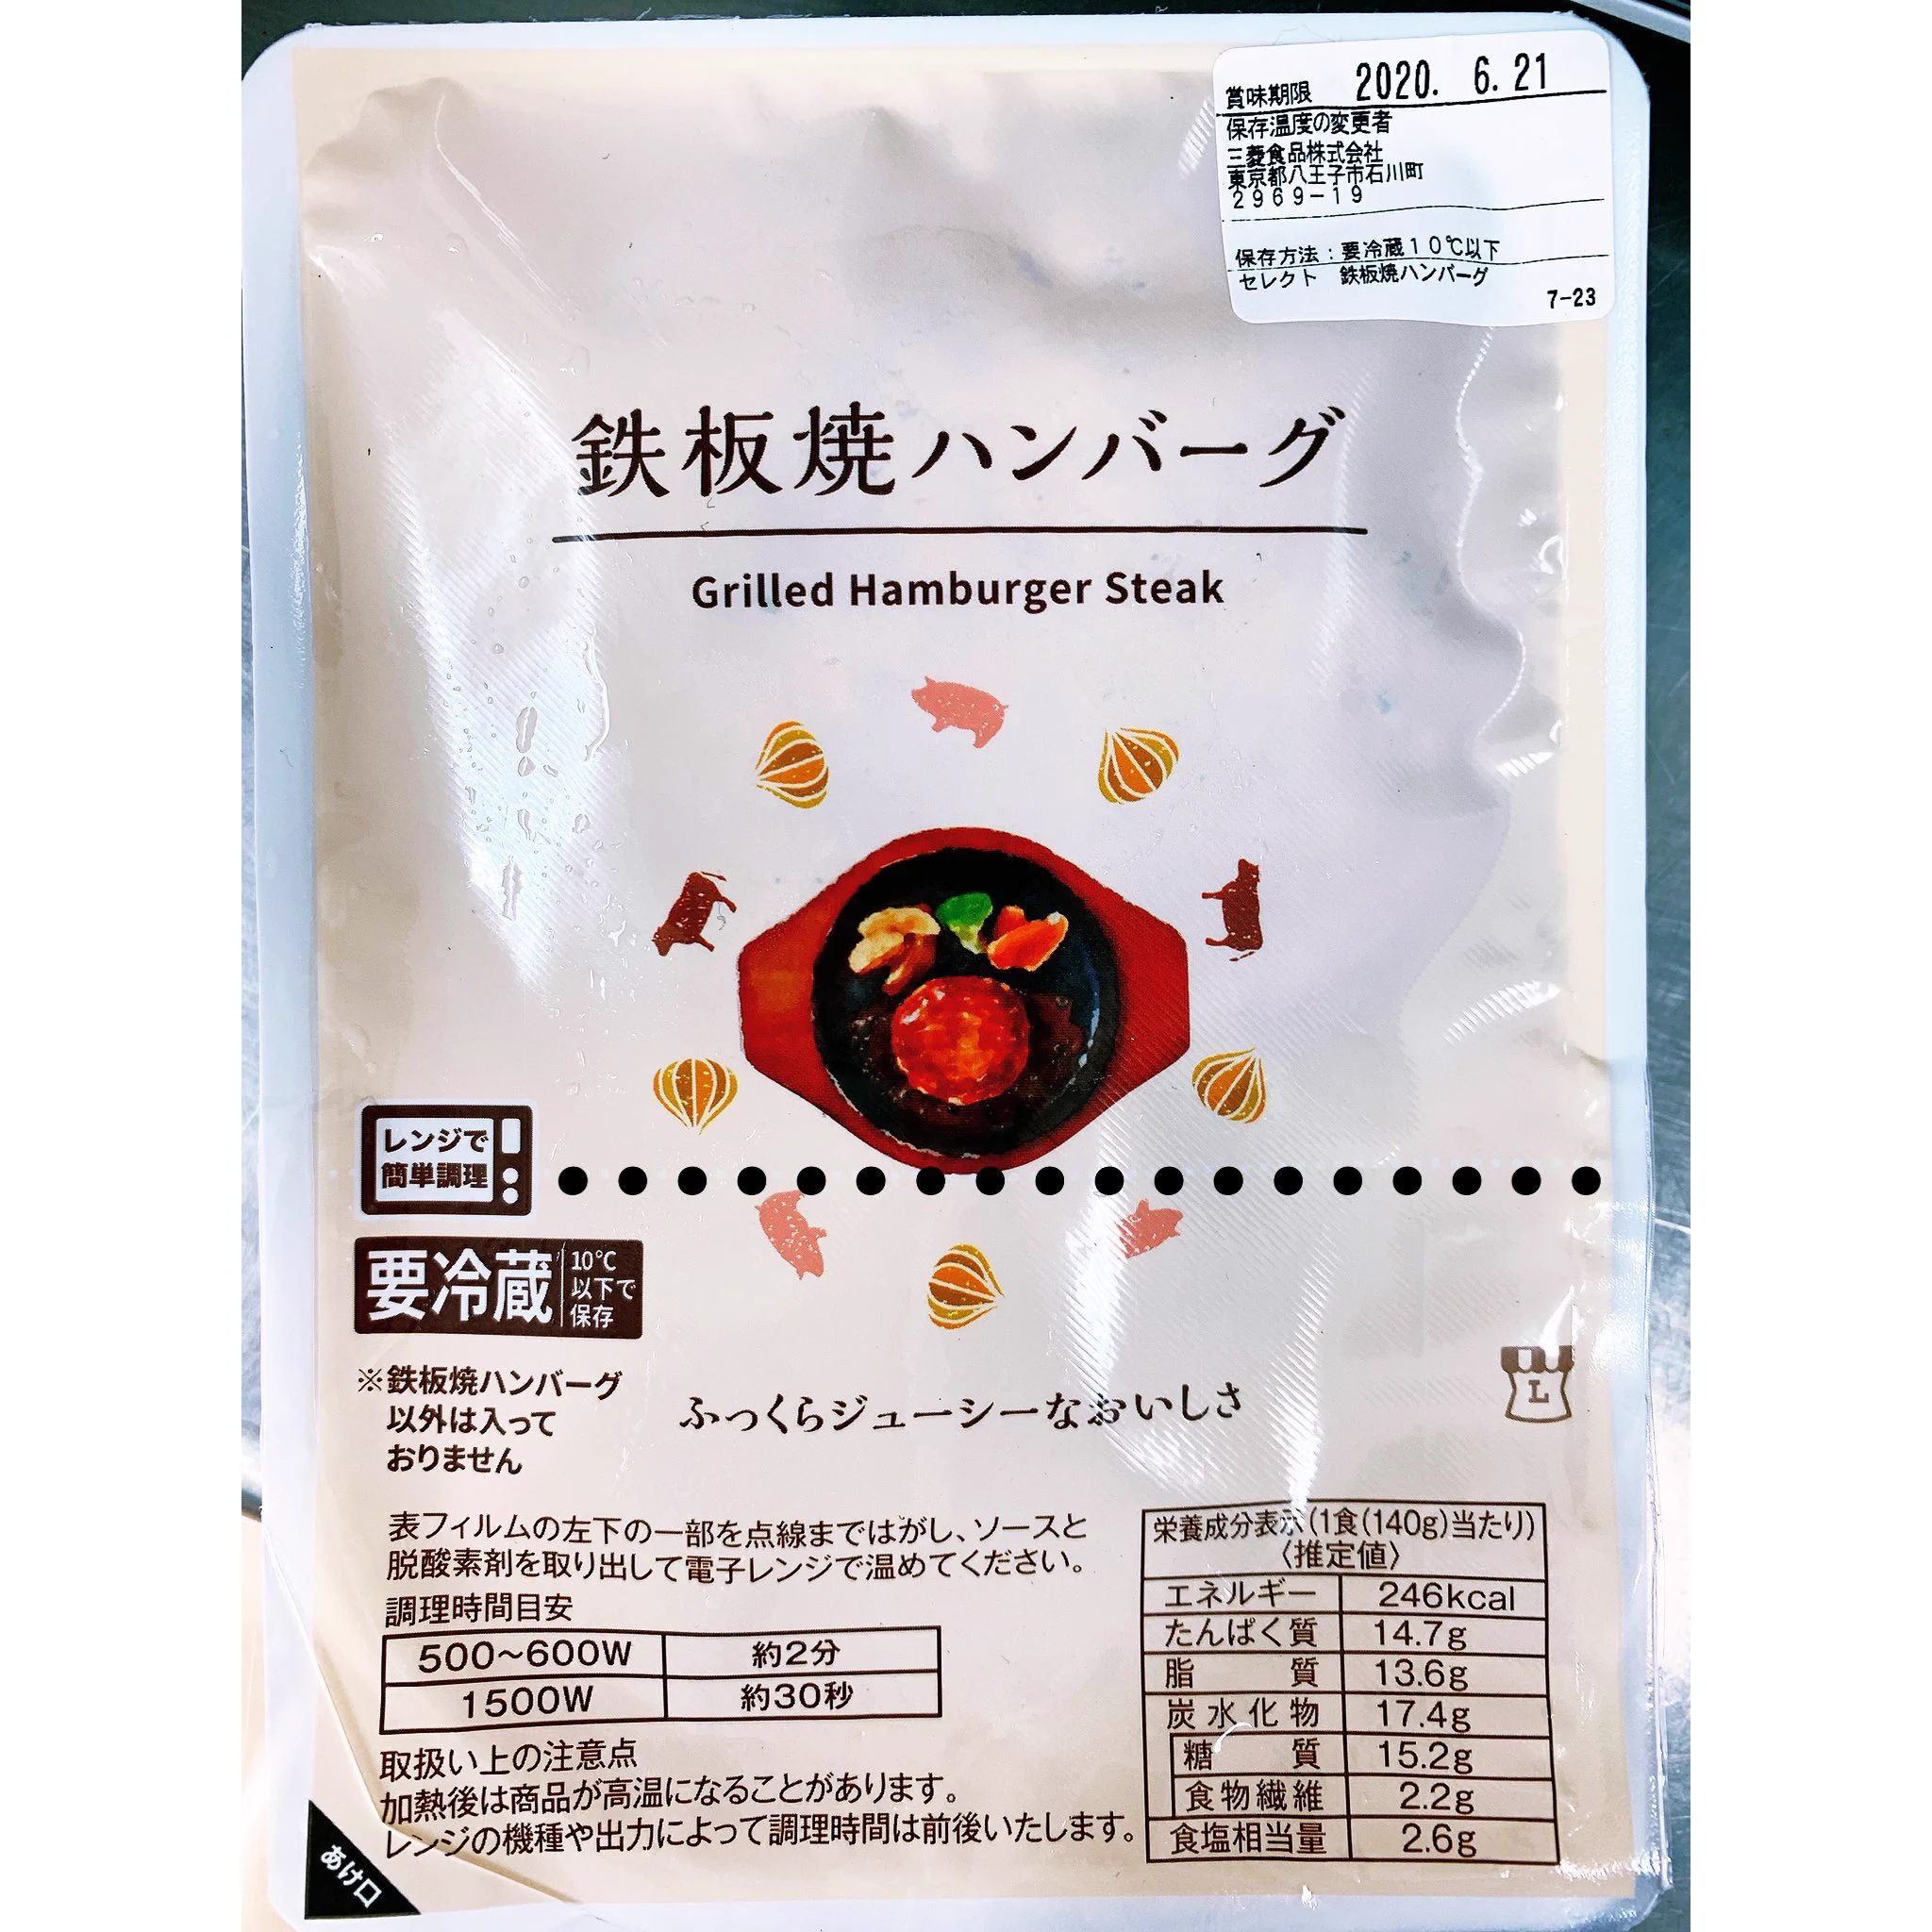 賞味期限 2020. 6. 21
保存温度の変更者
三菱食品株式会社
東京都八王子市石川町
2969-19
保存方法：要冷蔵10℃以下
セレクト 鉄板焼ハンバーグ
7-23
鉄板焼ハンバーグ
Grilled Hamburger Steak
レンジで
簡単調理
要冷蔵
10℃
以下で
保存
※鉄板焼ハンバーグ
以外は入って
おりません
ふっくらジューシーなおいしさ
L
表フィルムの左下の一部を点線まではがし、ソースと
脱酸素剤を取り出して電子レンジで温めてください。
調理時間目安
500〜600W 約2分
1500W 約30秒
取扱い上の注意点
加熱後は商品が高温になることがあります。
レンジの機種や出力によって調理時間は前後いたします。
あけ口
栄養成分表示(1食(140g)当たり)
〈推定値〉
エネルギー 246kcal
たんぱく質 14.7g
脂質 13.6g
炭水化物 17.4g
糖質 15.2g
食物繊維 2.2g
食塩相当量 2.6g